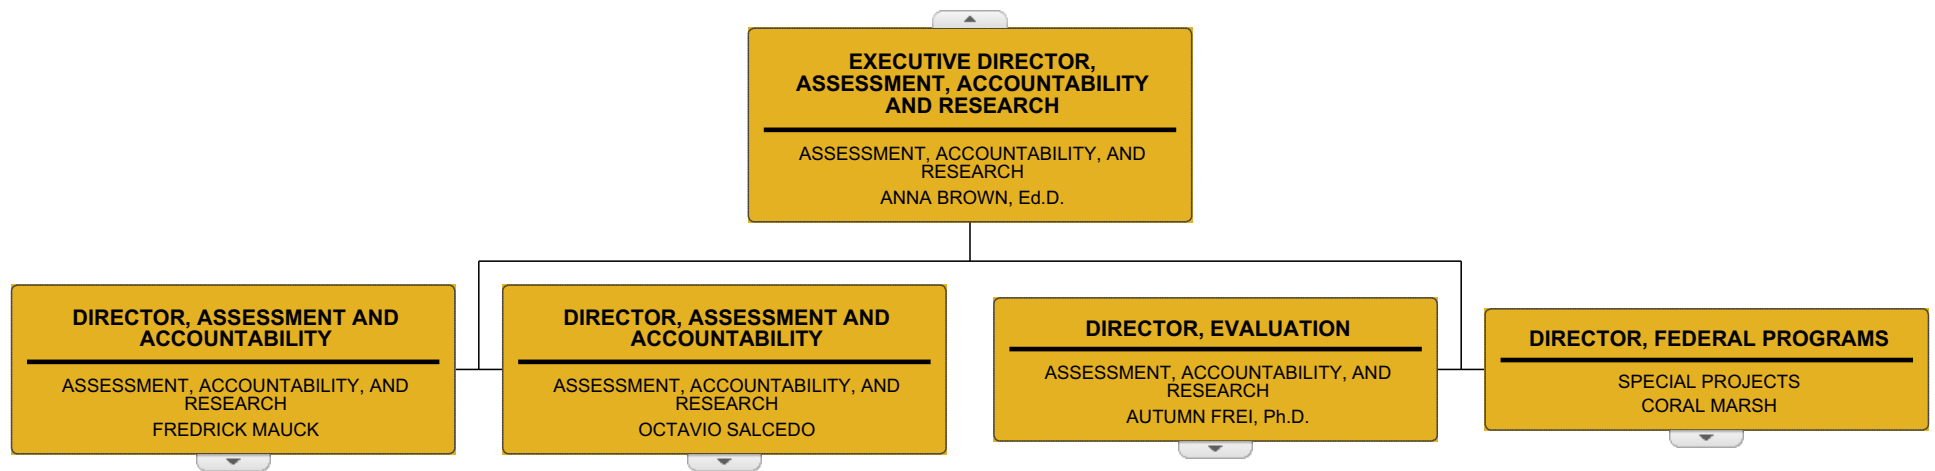 EXECUTIVE DIRECTOR,
ASSESSMENT, ACCOUNTABILITY
AND RESEARCH
ASSESSMENT, ACCOUNTABILITY, AND
RESEARCH
ANNA BROWN, Ed.D.
DIRECTOR, ASSESSMENT AND
ACCOUNTABILITY
ASSESSMENT, ACCOUNTABILITY, AND
RESEARCH
FREDRICK MAUCK
DIRECTOR, ASSESSMENT AND
ACCOUNTABILITY
ASSESSMENT, ACCOUNTABILITY, AND
RESEARCH
OCTAVIO SALCEDO
DIRECTOR, EVALUATION
ASSESSMENT, ACCOUNTABILITY, AND
RESEARCH
AUTUMN FREI, Ph.D.
DIRECTOR, FEDERAL PROGRAMS
SPECIAL PROJECTS
CORAL MARSH